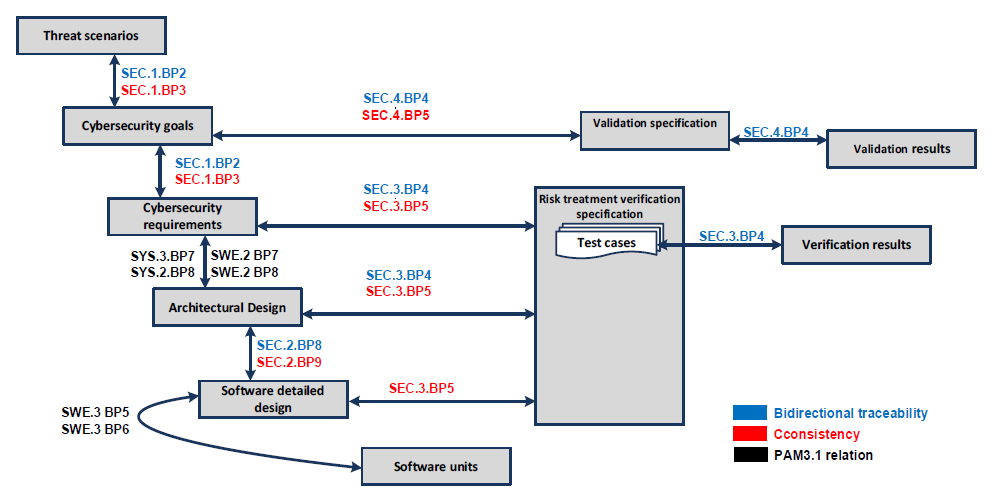 Threat scenarios
SEC.1.BP2
SEC.1.BP3
Cybersecurity goals
SEC.4.BP4
SEC.4.BP5
Validation specification
SEC.4.BP4
Validation results
SEC.1.BP2
SEC.1.BP3
Cybersecurity
requirements
SEC.3.BP4
SEC.3.BP5
Risk treatment verification
specification
Test cases
SEC.3.BP4
Verification results
SYS.3.BP7
SYS.2.BP8
SWE.2 BP7
SWE.2 BP8
Architectural Design
SEC.3.BP4
SEC.3.BP5
SEC.2.BP8
SEC.2.BP9
Software detailed
design
SEC.3.BP5
SWE.3 BP5
SWE.3 BP6
Software units
Bidirectional traceability
Cconsistency
PAM3.1 relation